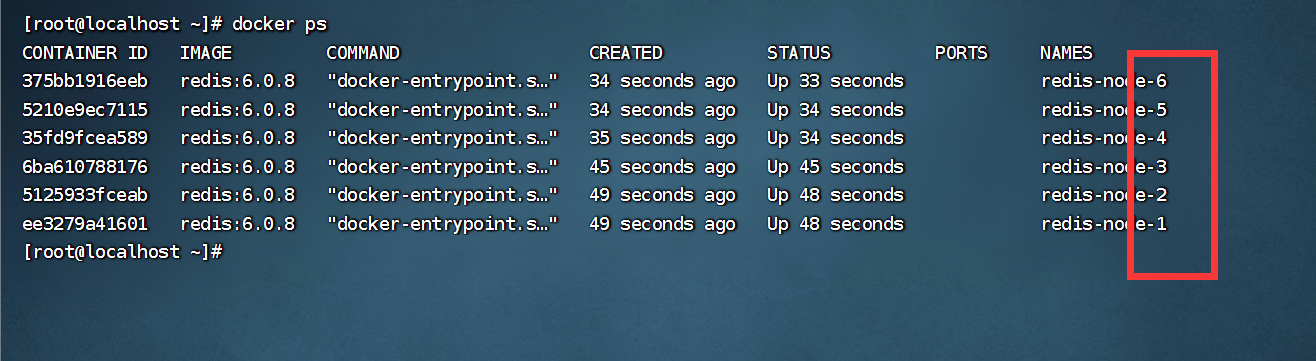 [root@localhost ~]# docker ps
CONTAINER ID   IMAGE         COMMAND                  CREATED          STATUS          PORTS     NAMES
375bb1916eeb   redis:6.0.8   "docker-entrypoint.s…"   34 seconds ago   Up 33 seconds             redis-node-6
5210e9ec7115   redis:6.0.8   "docker-entrypoint.s…"   34 seconds ago   Up 34 seconds             redis-node-5
35fd9fcea589   redis:6.0.8   "docker-entrypoint.s…"   35 seconds ago   Up 34 seconds             redis-node-4
6ba610788176   redis:6.0.8   "docker-entrypoint.s…"   45 seconds ago   Up 45 seconds             redis-node-3
5125933fceab   redis:6.0.8   "docker-entrypoint.s…"   49 seconds ago   Up 48 seconds             redis-node-2
ee3279a41601   redis:6.0.8   "docker-entrypoint.s…"   49 seconds ago   Up 48 seconds             redis-node-1
[root@localhost ~]#